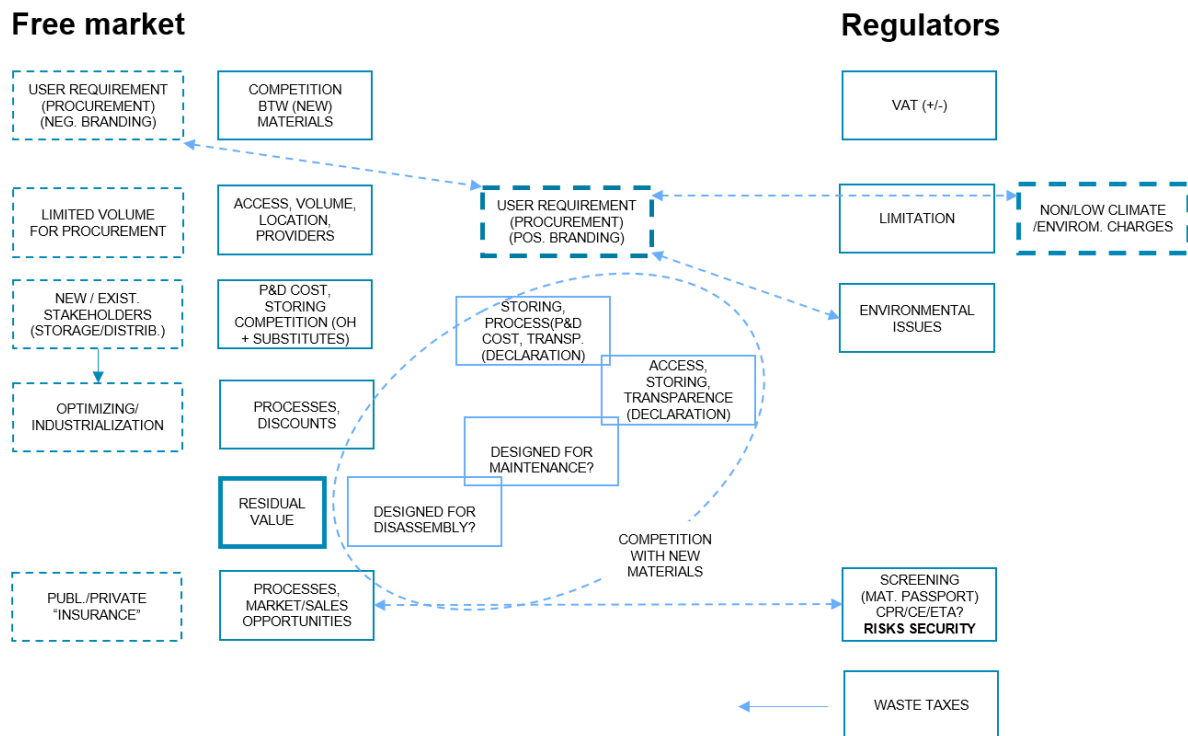 Free market
Regulators
USER REQUIREMENT
(PROCUREMENT)
(NEG. BRANDING)
COMPETITION
BTW (NEW)
MATERIALS
VAT (+/-)
LIMITED VOLUME
FOR PROCUREMENT
ACCESS, VOLUME,
LOCATION,
PROVIDERS
USER REQUIREMENT
(PROCUREMENT)
(POS. BRANDING)
LIMITATION
NON/LOW CLIMATE
/ENVIROM. CHARGES
NEW / EXIST.
STAKEHOLDERS
(STORAGE/DISTRIB.)
P&D COST,
STORING
COMPETITION (OH
+ SUBSTITUTES)
STORING,
PROCESS(P&D
COST, TRANSP.
(DECLARATION)
ENVIRONMENTAL
ISSUES
ACCESS,
STORING,
TRANSPARENCE
(DECLARATION)
OPTIMIZING/
INDUSTRIALIZATION
PROCESSES,
DISCOUNTS
DESIGNED FOR
MAINTENANCE?
RESIDUAL
VALUE
DESIGNED FOR
DISASSEMBLY?
COMPETITION
WITH NEW
MATERIALS
PUBL./PRIVATE
“INSURANCE”
PROCESSES,
MARKET/SALES
OPPORTUNITIES
SCREENING
(MAT. PASSPORT)
CPR/CE/ETA?
RISKS SECURITY
WASTE TAXES